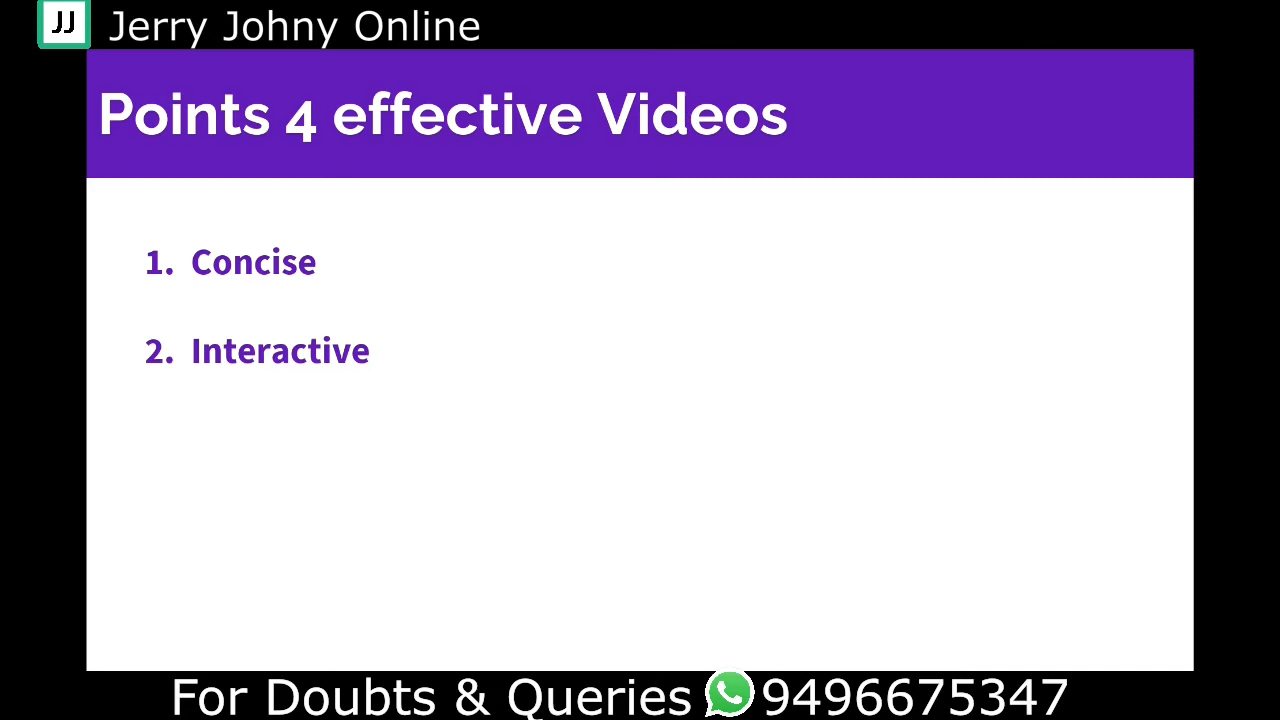 JJ Jerry Johny Online
Points 4 effective Videos
1. Concise
2. Interactive
For Doubts & Queries 9496675347